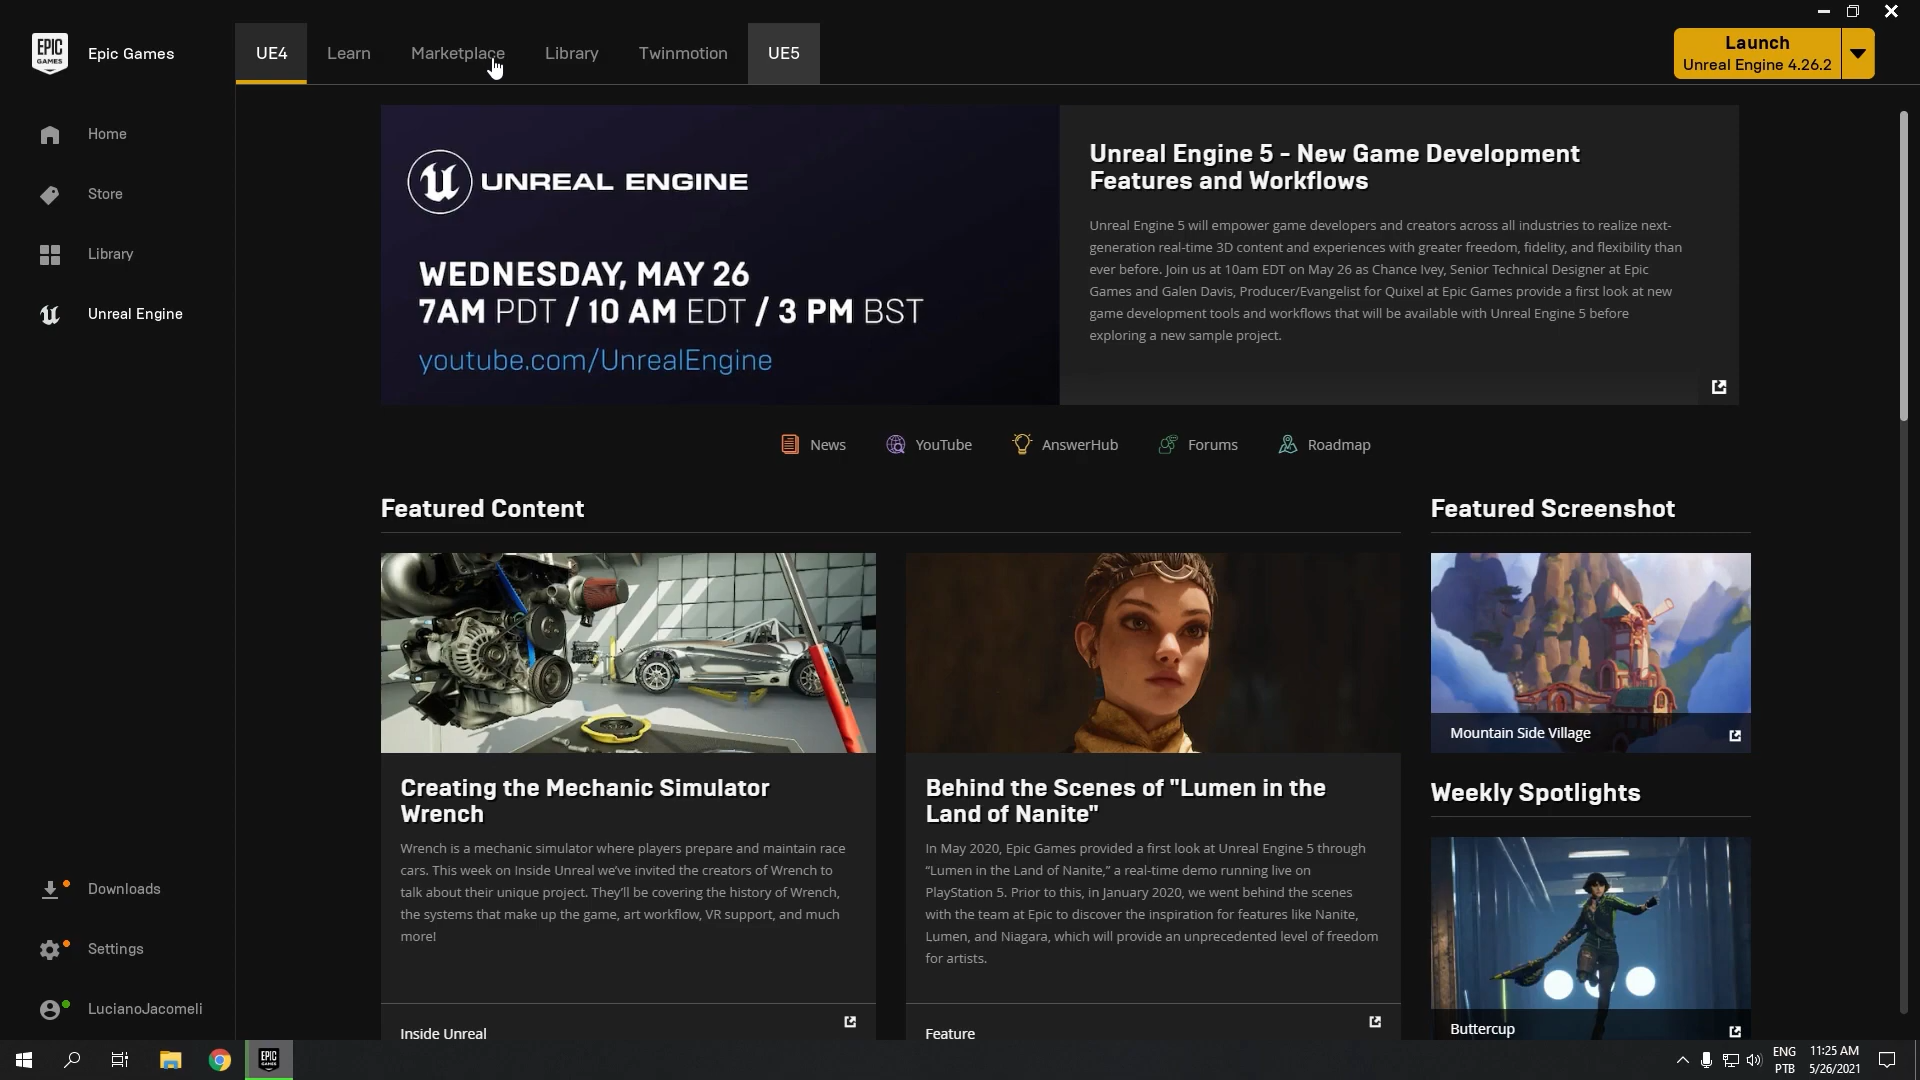 EPIC
GAMES
Epic Games
UE4
Learn
Marketplace
Library
Twinmotion
UE5
Launch
Unreal Engine 4.26.2
Home
Store
Library
Unreal Engine
UNREAL ENGINE
WEDNESDAY, MAY 26
7AM PDT / 10 AM EDT / 3 PM BST
youtube.com/UnrealEngine
Unreal Engine 5 - New Game Development
Features and Workflows
Unreal Engine 5 will empower game developers and creators across all industries to realize next-
generation real-time 3D content and experiences with greater freedom, fidelity, and flexibility than
ever before. Join us at 10am EDT on May 26 as Chance Ivey, Senior Technical Designer at Epic
Games and Galen Davis, Producer/Evangelist for Quixel at Epic Games provide a first look at new
game development tools and workflows that will be available with Unreal Engine 5 before
exploring a new sample project.
News
YouTube
AnswerHub
Forums
Roadmap
Featured Content
Creating the Mechanic Simulator
Wrench
Wrench is a mechanic simulator where players prepare and maintain race
cars. This week on Inside Unreal we've invited the creators of Wrench to
talk about their unique project. They'll be covering the history of Wrench,
the systems that make up the game, art workflow, VR support, and much
more!
Inside Unreal
Behind the Scenes of "Lumen in the
Land of Nanite"
In May 2020, Epic Games provided a first look at Unreal Engine 5 through
“Lumen in the Land of Nanite,” a real-time demo running live on
PlayStation 5. Prior to this, in January 2020, we went behind the scenes
with the team at Epic to discover the inspiration for features like Nanite,
Lumen, and Niagara, which will provide an unprecedented level of freedom
for artists.
Feature
Featured Screenshot
Mountain Side Village
Weekly Spotlights
Buttercup
Downloads
Settings
LucianoJacomeli
EPIC
GAMES
ENG
PTB
11:25 AM
5/26/2021